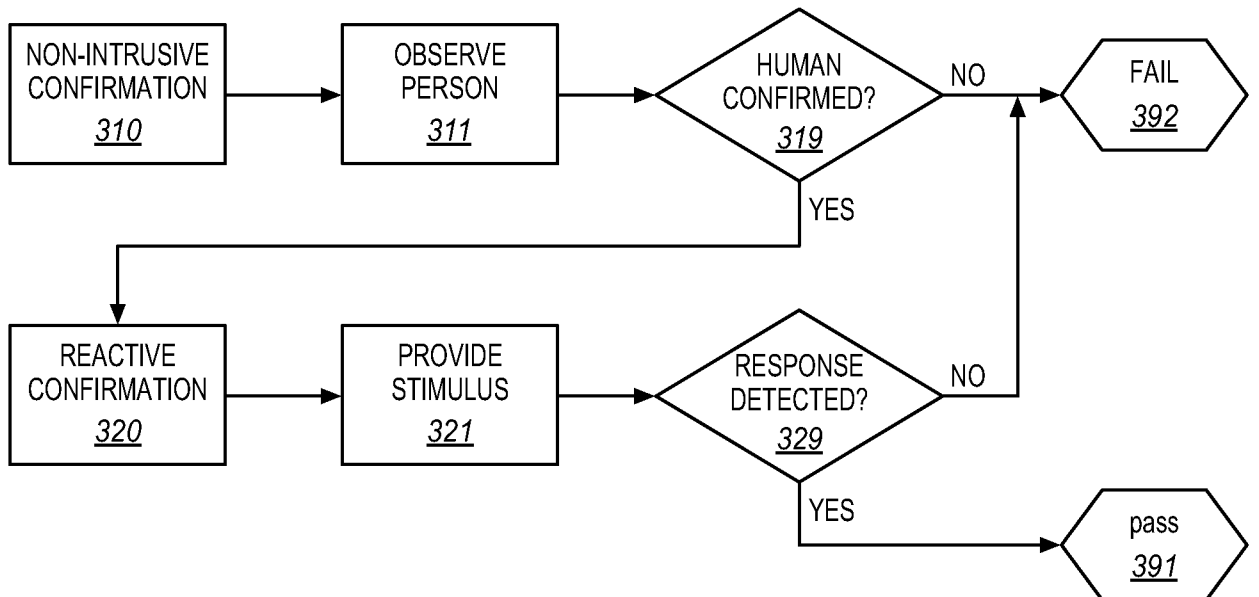 NON-INTRUSIVE
CONFIRMATION
310
OBSERVE
PERSON
311
HUMAN
CONFIRMED?
319
NO
FAIL
392
YES
REACTIVE
CONFIRMATION
320
PROVIDE
STIMULUS
321
RESPONSE
DETECTED?
329
NO
YES
pass
391